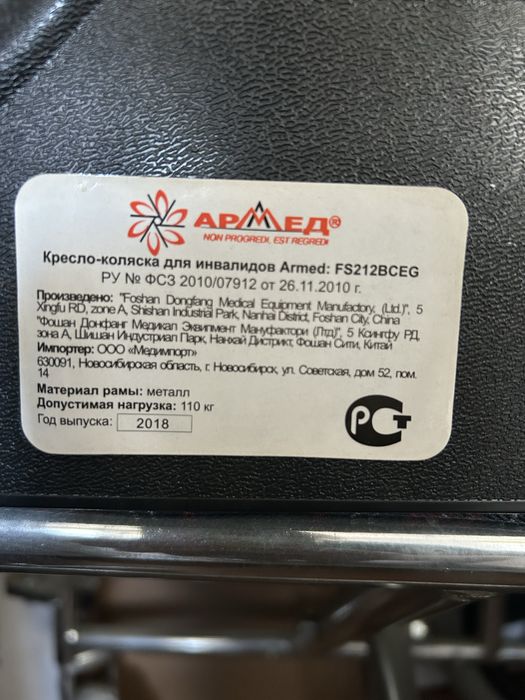 АРМЕД®
NON PROGREDI, EST REGREDI
Кресло-коляска для инвалидов Armed: FS212BCEG
РУ № ФСЗ 2010/07912 от 26.11.2010 г.
Произведено: "Foshan Dongfang Medical Equipment Manufactory, (Ltd.)", 5
Xingfu RD, zone A, Shishan Industrial Park, Nanhai District, Foshan City, China
"Фошан Донфанг Медикал Эквипмент Мануфактори (Лтд)", 5 Ксингфу РД,
зона А, Шишан Индустриал Парк, Нанхай Дистрикт, Фошан Сити, Китай
Импортер: ООО «Медимпорт»
630091, Новосибирская область, г. Новосибирск, ул. Советская, дом 52, пом.
14
Материал рамы: металл
Допустимая нагрузка: 110 кг
Год выпуска: 2018
РСТ